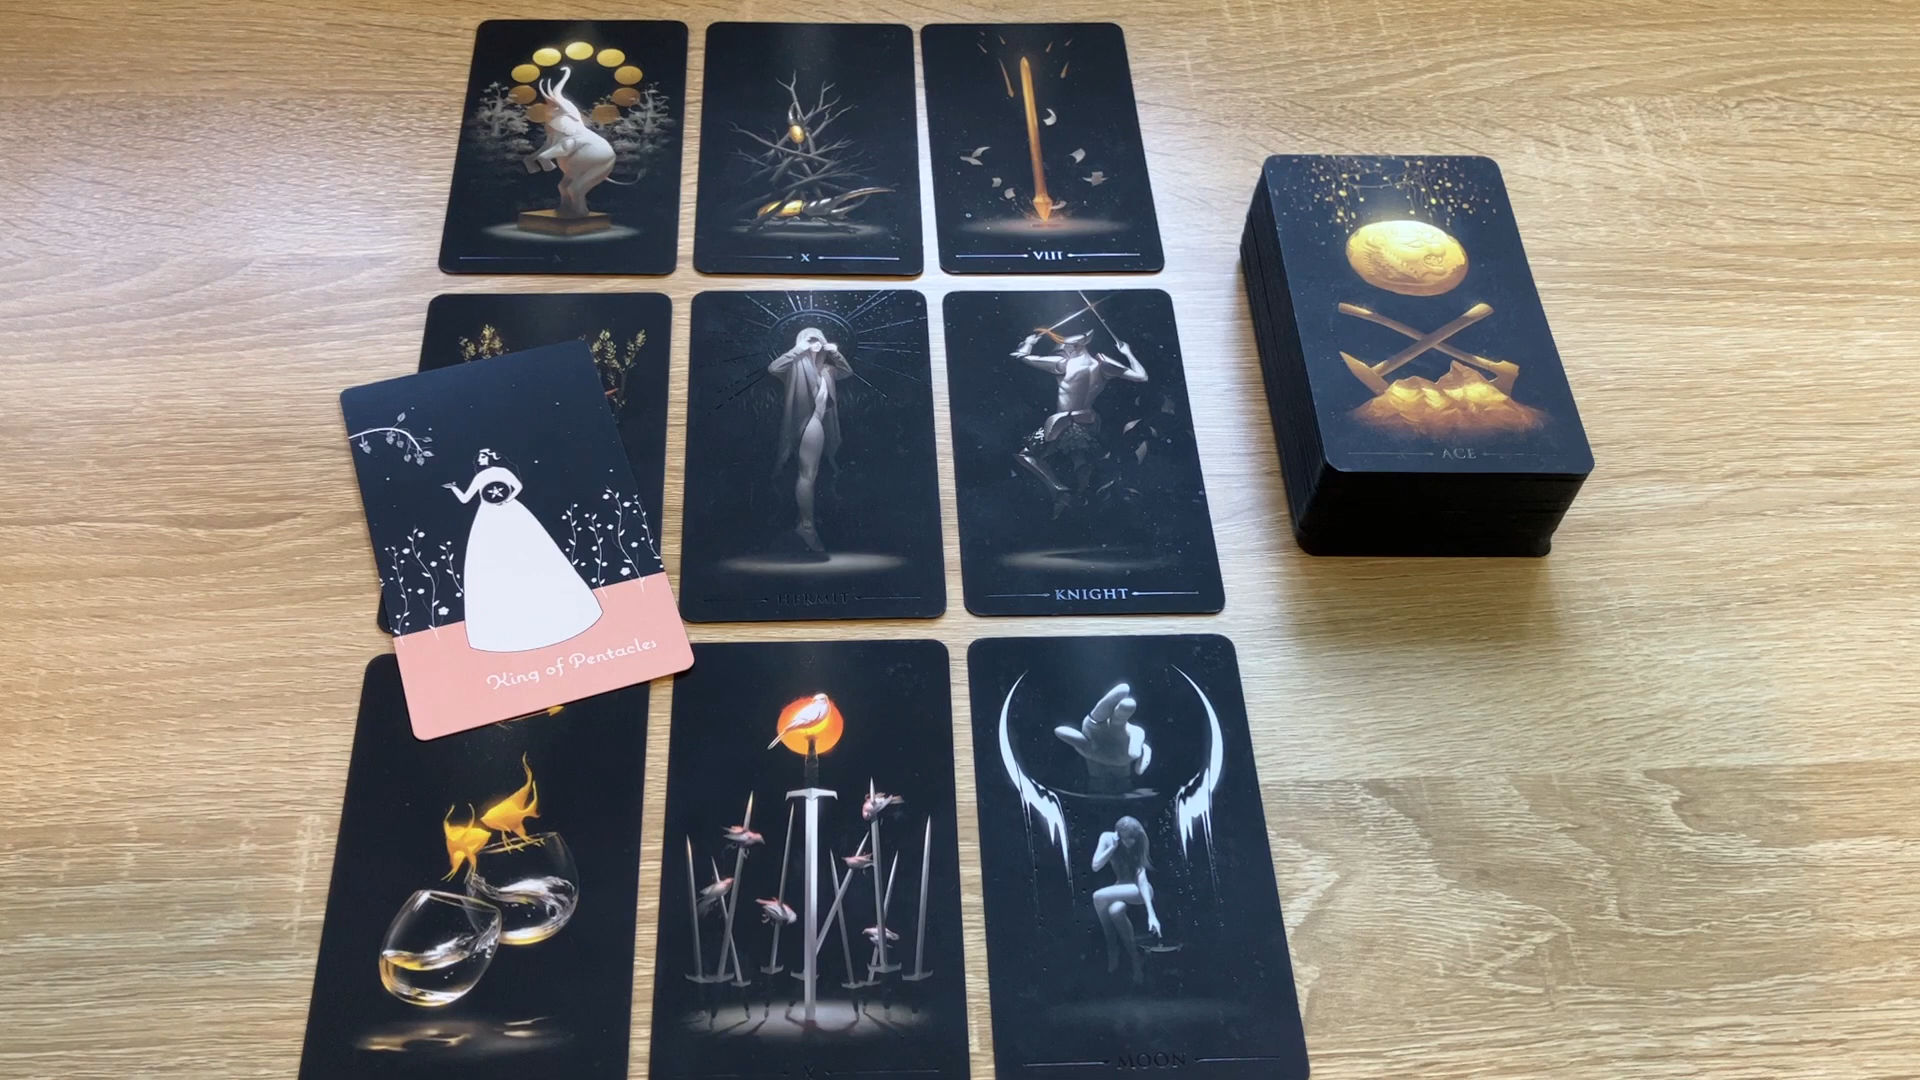 X
X
VIII
ACE
HERMIT
KNIGHT
King of Pentacles
X
MOON